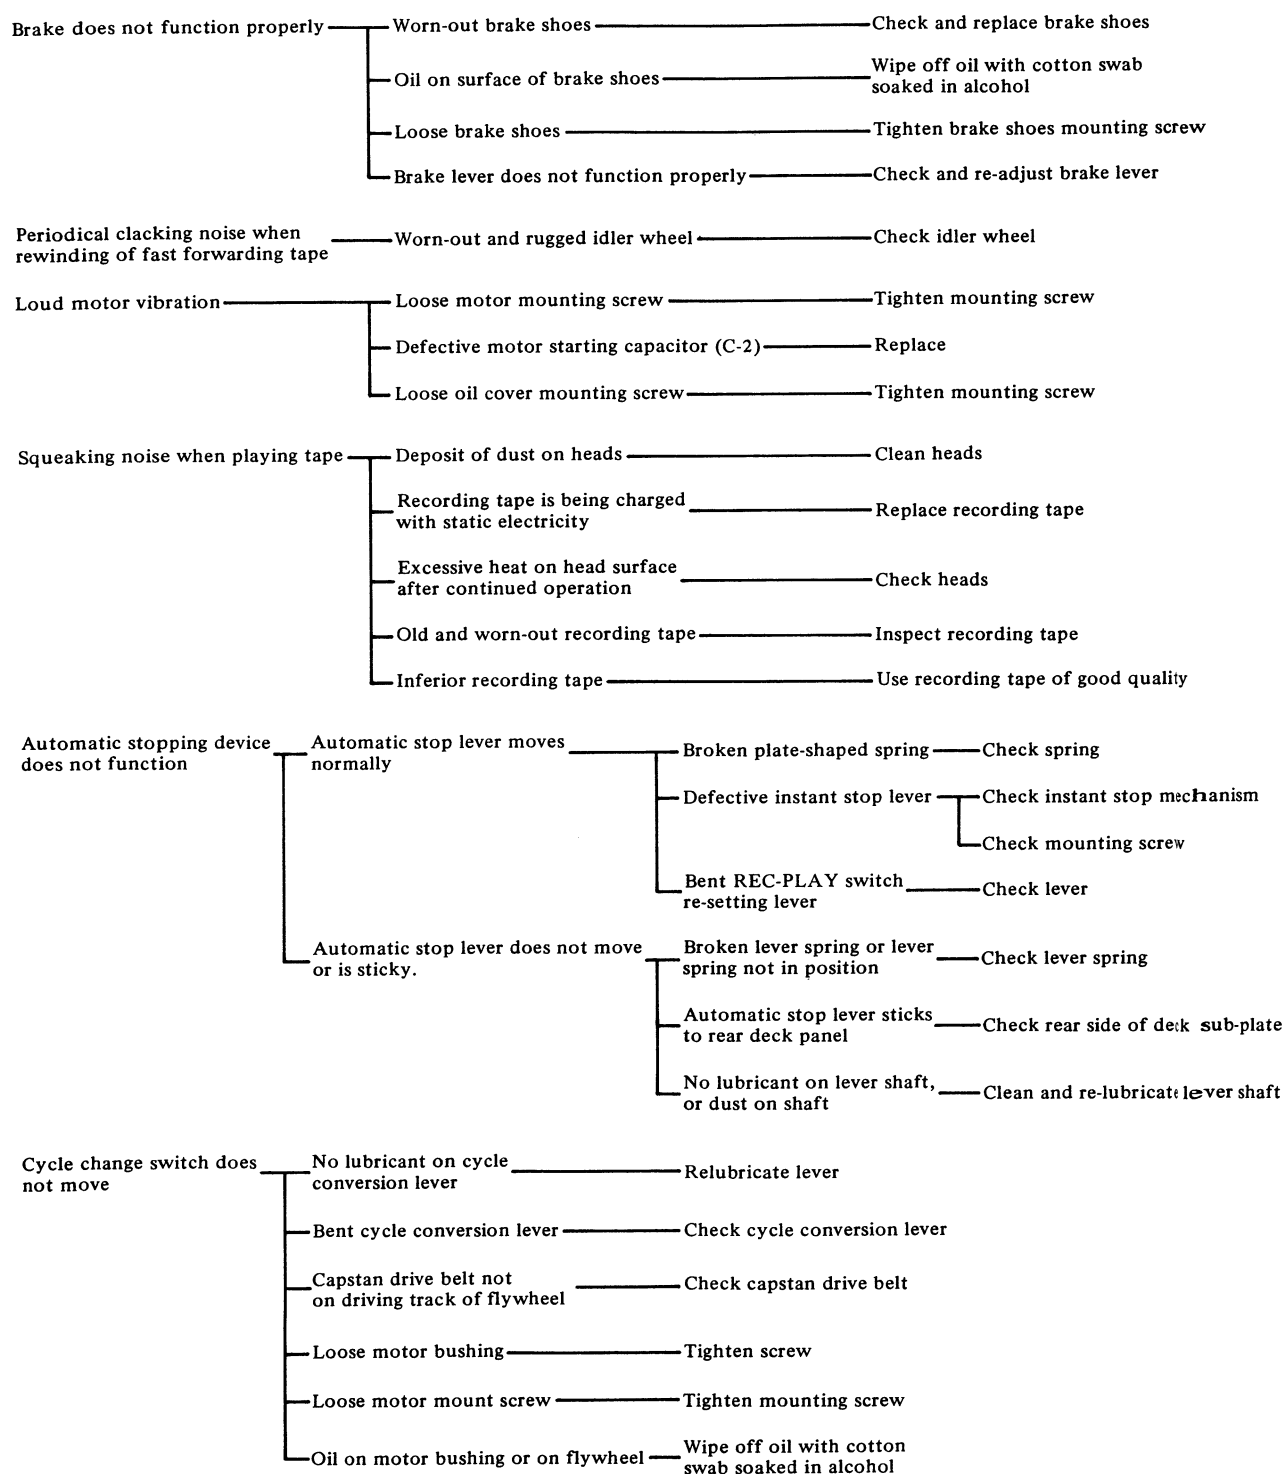 Brake does not function properly
Worn-out brake shoes
Check and replace brake shoes
Oil on surface of brake shoes
Wipe off oil with cotton swab
soaked in alcohol
Loose brake shoes
Tighten brake shoes mounting screw
Brake lever does not function properly
Check and re-adjust brake lever
Periodical clacking noise when
rewinding of fast forwarding tape
Worn-out and rugged idler wheel
Check idler wheel
Loud motor vibration
Loose motor mounting screw
Tighten mounting screw
Defective motor starting capacitor (C-2)
Replace
Loose oil cover mounting screw
Tighten mounting screw
Squeaking noise when playing tape
Deposit of dust on heads
Clean heads
Recording tape is being charged
with static electricity
Replace recording tape
Excessive heat on head surface
after continued operation
Check heads
Old and worn-out recording tape
Inspect recording tape
Inferior recording tape
Use recording tape of good quality
Automatic stopping device
does not function
Automatic stop lever moves
normally
Broken plate-shaped spring
Check spring
Defective instant stop lever
Check instant stop mechanism
Check mounting screw
Bent REC-PLAY switch
re-setting lever
Check lever
Automatic stop lever does not move
or is sticky.
Broken lever spring or lever
spring not in position
Check lever spring
Automatic stop lever sticks
to rear deck panel
Check rear side of deck sub-plate
No lubricant on lever shaft,
or dust on shaft
Clean and re-lubricate lever shaft
Cycle change switch does
not move
No lubricant on cycle
conversion lever
Relubricate lever
Bent cycle conversion lever
Check cycle conversion lever
Capstan drive belt not
on driving track of flywheel
Check capstan drive belt
Loose motor bushing
Tighten screw
Loose motor mount screw
Tighten mounting screw
Oil on motor bushing or on flywheel
Wipe off oil with cotton
swab soaked in alcohol